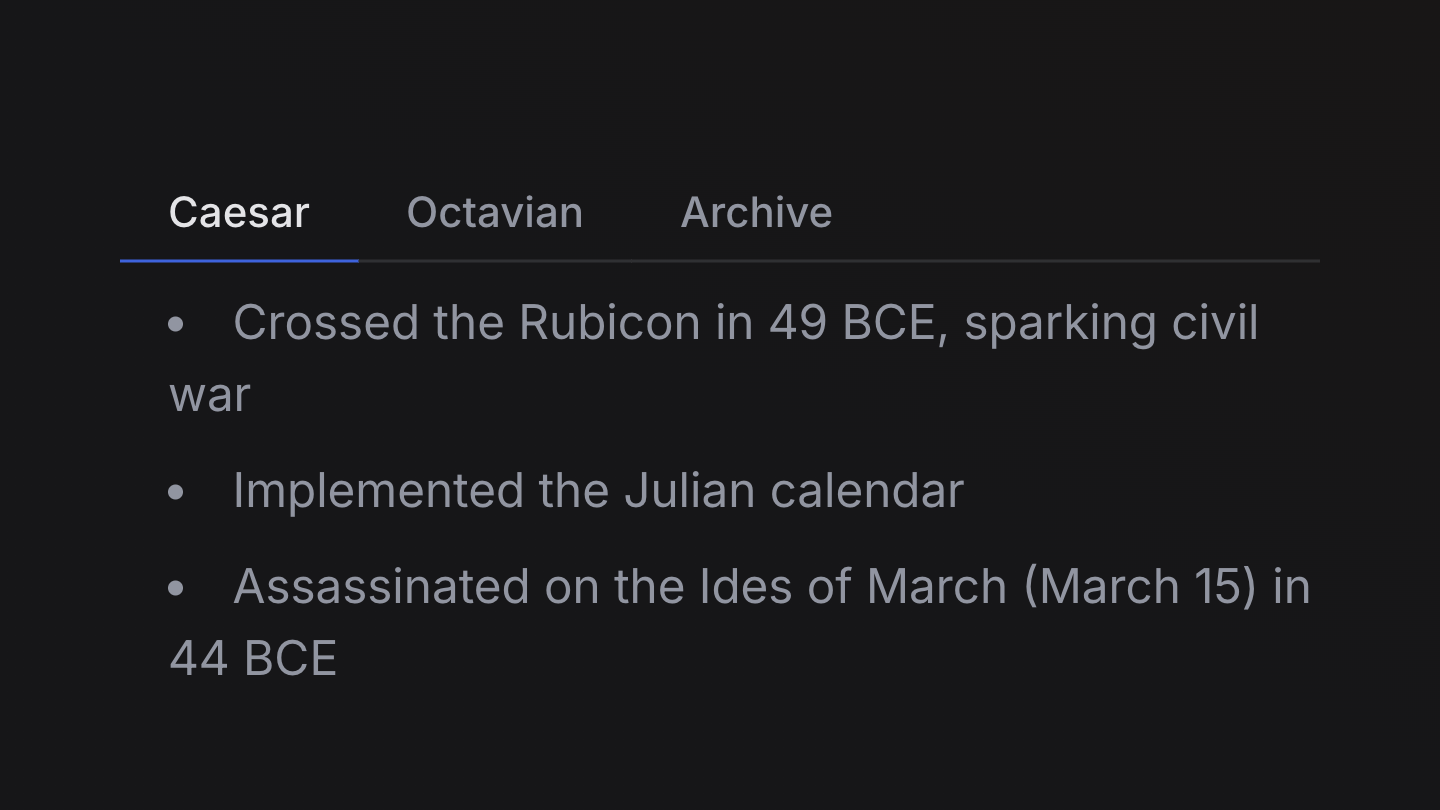 Caesar Octavian Archive
• Crossed the Rubicon in 49 BCE, sparking civil
war
• Implemented the Julian calendar
• Assassinated on the Ides of March (March 15) in
44 BCE